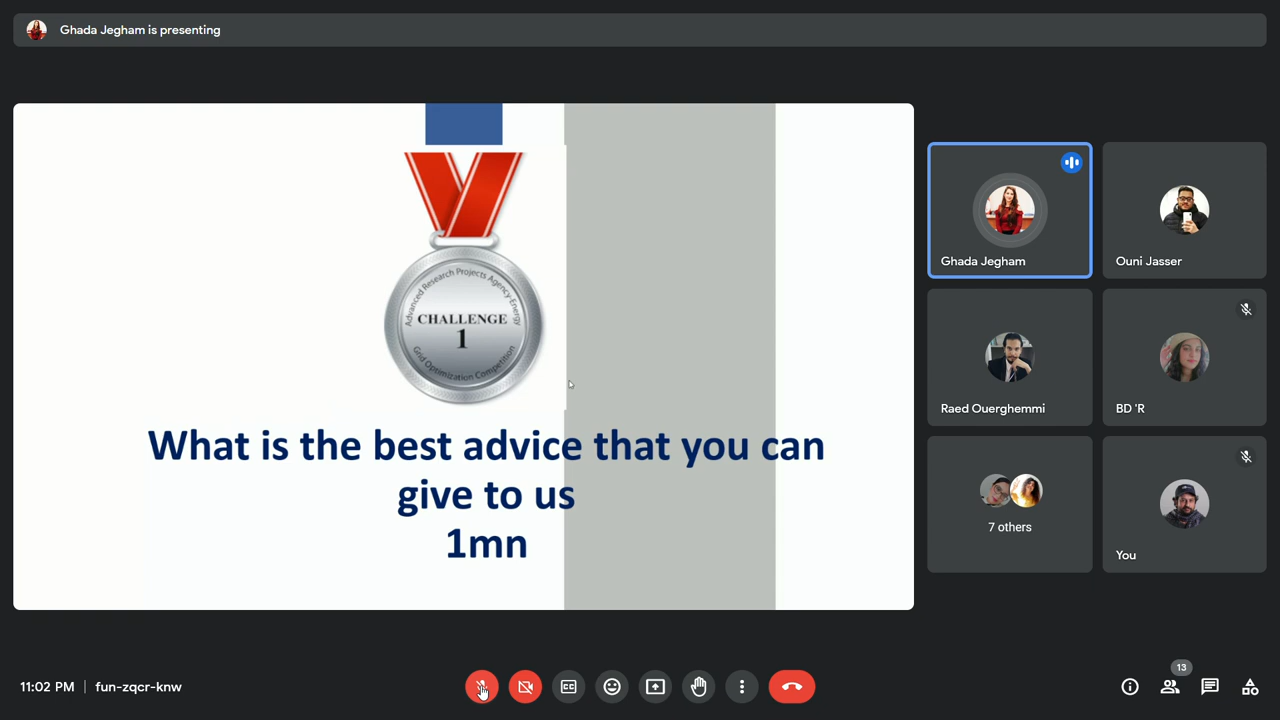 Ghada Jegham is presenting
Advanced Research Projects Agency-Energy
CHALLENGE
1
Grid Optimization Competition
What is the best advice that you can
give to us
1mn
Ghada Jegham
Ouni Jasser
Raed Ouerghemmi
BD 'R
7 others
You
11:02 PM | fun-zqcr-knw
CC
13